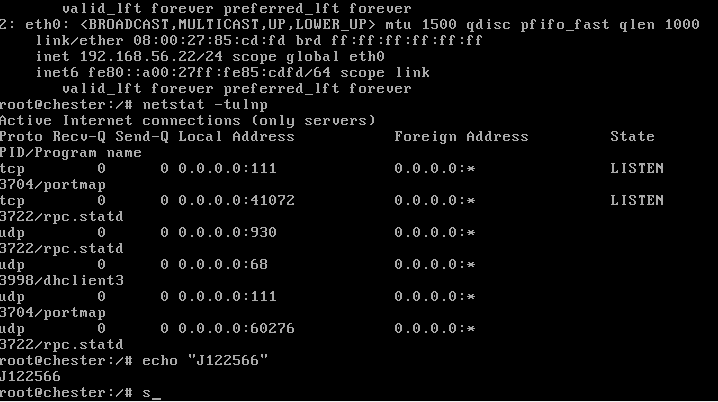 valid_lft forever preferred_lft forever
2: eth0: <BROADCAST,MULTICAST,UP,LOWER_UP> mtu 1500 qdisc pfifo_fast qlen 1000
link/ether 08:00:27:85:cd:fd brd ff:ff:ff:ff:ff:ff
inet 192.168.56.22/24 scope global eth0
inet6 fe80::a00:27ff:fe85:cdfd/64 scope link
valid_lft forever preferred_lft forever
root@chester:/# netstat -tulnp
Active Internet connections (only servers)
Proto Recv-Q Send-Q Local Address Foreign Address State
PID/Program name
tcp 0 0 0.0.0.0:111 0.0.0.0:* LISTEN
3704/portmap
tcp 0 0 0.0.0.0:41072 0.0.0.0:* LISTEN
3722/rpc.statd
udp 0 0 0.0.0.0:930 0.0.0.0:*
3722/rpc.statd
udp 0 0 0.0.0.0:68 0.0.0.0:*
3998/dhclient3
udp 0 0 0.0.0.0:111 0.0.0.0:*
3704/portmap
udp 0 0 0.0.0.0:60276 0.0.0.0:*
3722/rpc.statd
root@chester:/# echo "J122566"
J122566
root@chester:/# s_